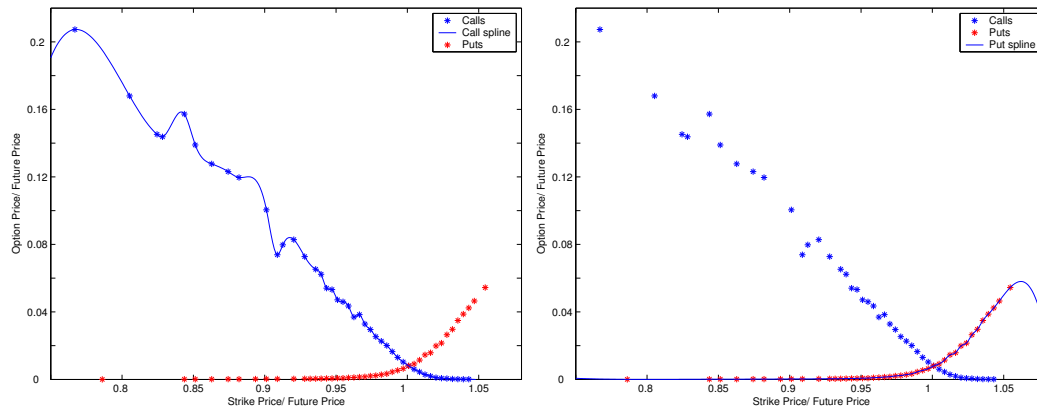 0.2
0.16
0.12
0.08
0.04
0
Option Price/ Future Price
0.8
0.85
0.9
0.95
1
1.05
Strike Price/ Future Price
Calls
Call spline
Puts
0.2
0.16
0.12
0.08
0.04
0
Option Price/ Future Price
0.8
0.85
0.9
0.95
1
1.05
Strike Price/ Future Price
Calls
Puts
Put spline